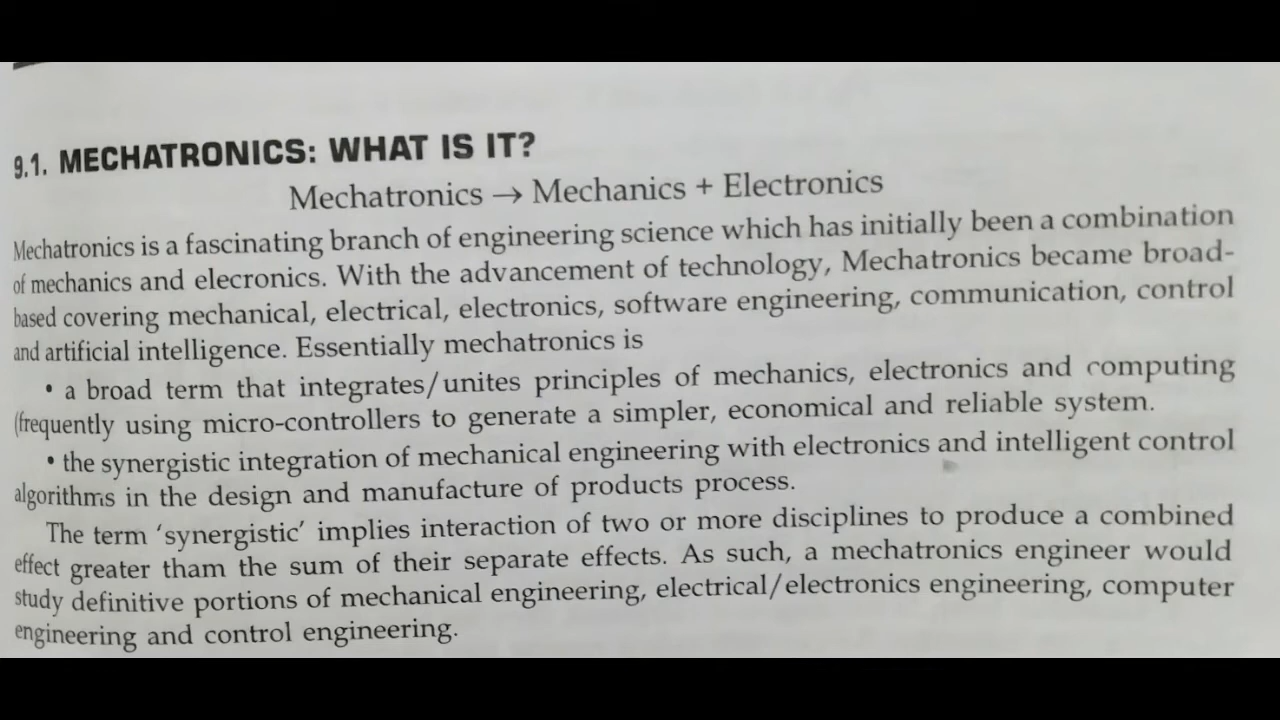 9.1. MECHATRONICS: WHAT IS IT?
Mechatronics → Mechanics + Electronics
Mechatronics is a fascinating branch of engineering science which has initially been a combination
of mechanics and elecronics. With the advancement of technology, Mechatronics became broad-
based covering mechanical, electrical, electronics, software engineering, communication, control
and artificial intelligence. Essentially mechatronics is
• a broad term that integrates/unites principles of mechanics, electronics and computing
(frequently using micro-controllers to generate a simpler, economical and reliable system.
• the synergistic integration of mechanical engineering with electronics and intelligent control
algorithms in the design and manufacture of products process.
The term ‘synergistic’ implies interaction of two or more disciplines to produce a combined
effect greater tham the sum of their separate effects. As such, a mechatronics engineer would
study definitive portions of mechanical engineering, electrical/electronics engineering, computer
engineering and control engineering.